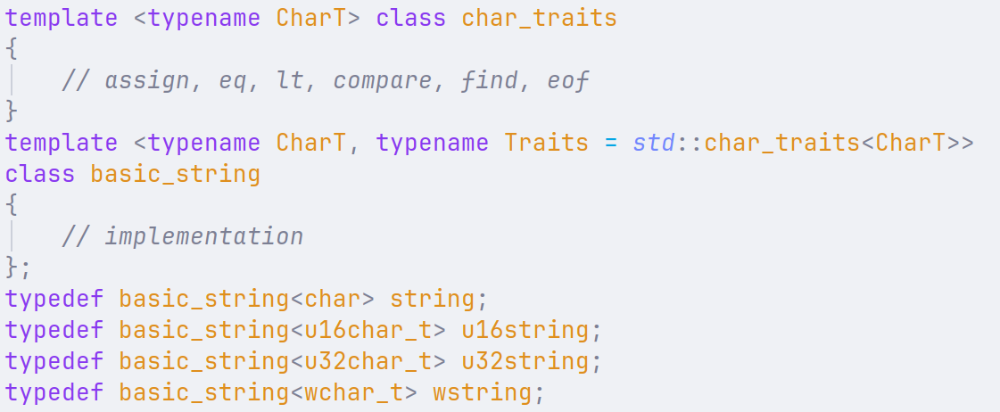 template <typename CharT> class char_traits
{
    // assign, eq, lt, compare, find, eof
}
template <typename CharT, typename Traits = std::char_traits<CharT>>
class basic_string
{
    // implementation
};
typedef basic_string<char> string;
typedef basic_string<u16char_t> u16string;
typedef basic_string<u32char_t> u32string;
typedef basic_string<wchar_t> wstring;